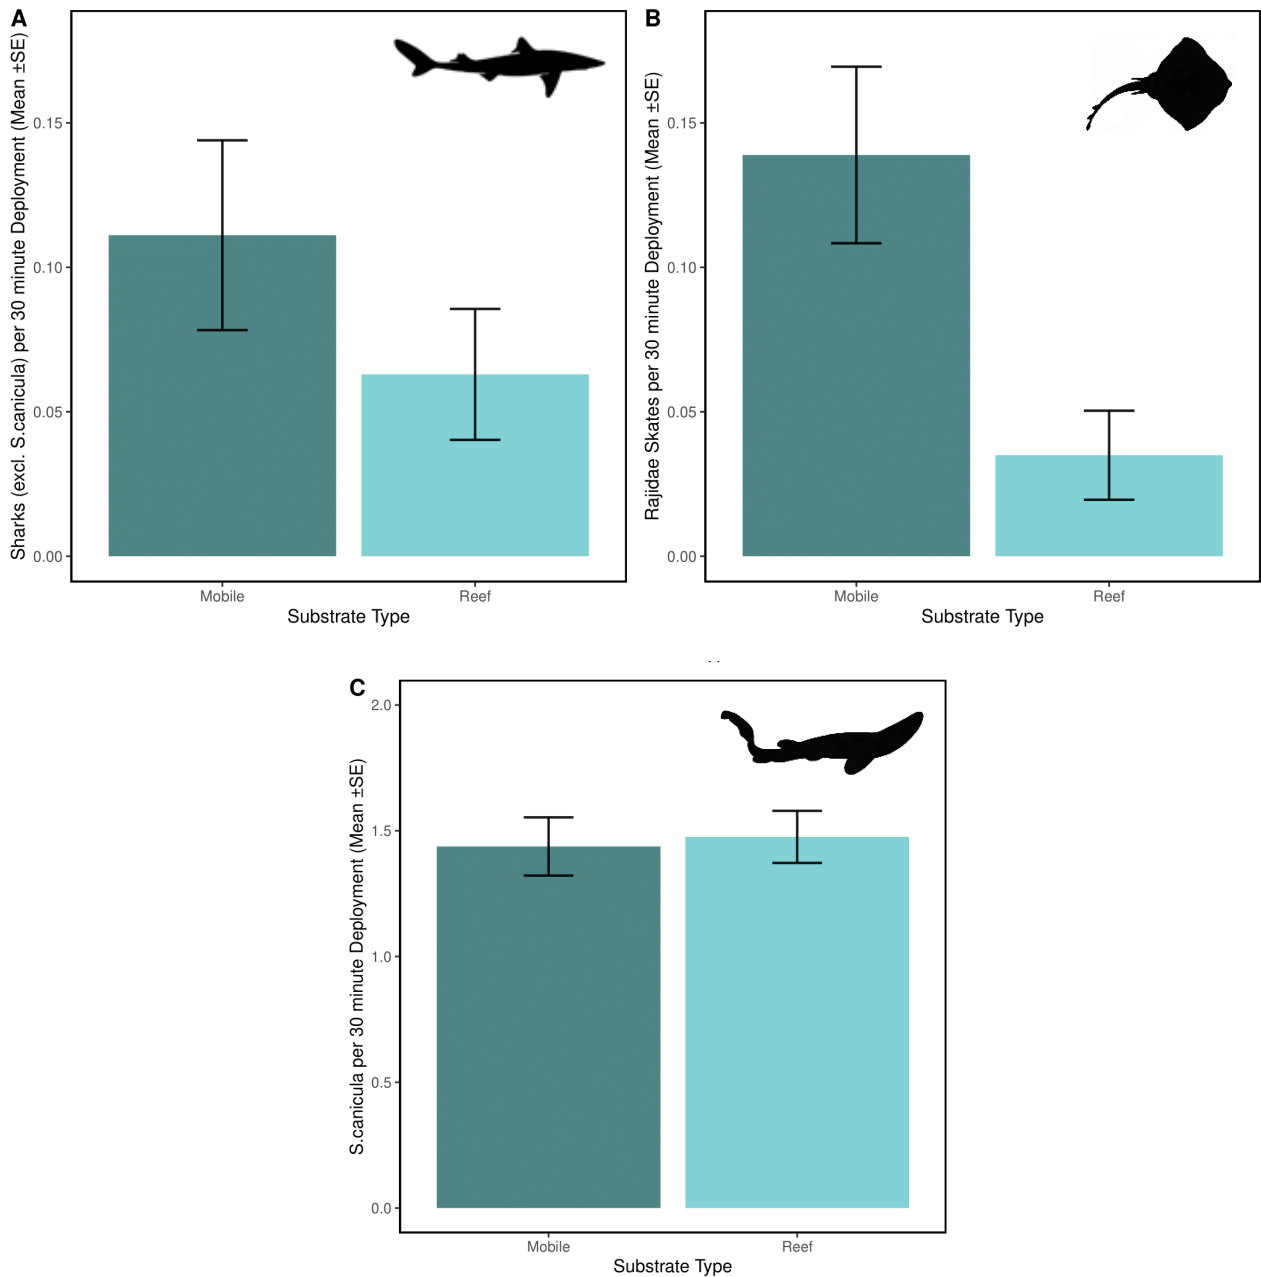 A
Sharks (excl. S.canicula) per 30 minute Deployment (Mean ±SE)
0.15
0.10
0.05
0.00
Mobile
Reef
Substrate Type
B
Rajidae Skates per 30 minute Deployment (Mean ±SE)
0.15
0.10
0.05
0.00
Mobile
Reef
Substrate Type
C
S.canicula per 30 minute Deployment (Mean ±SE)
2.0
1.5
1.0
0.5
0.0
Mobile
Reef
Substrate Type